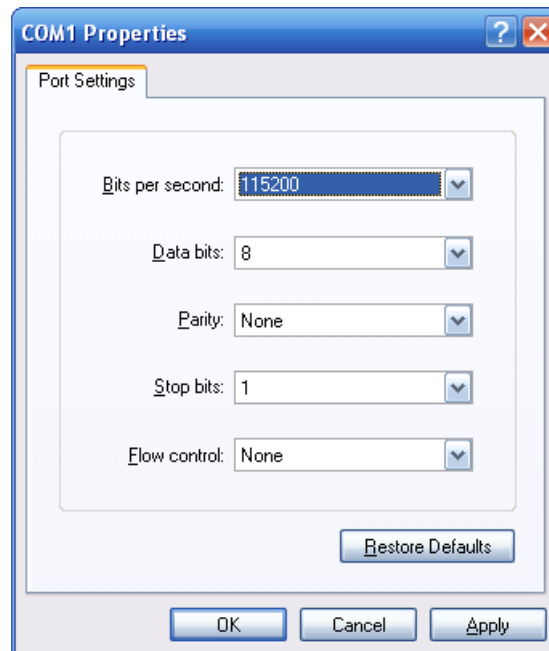 COM1 Properties
Port Settings
Bits per second: 115200
Data bits: 8
Parity: None
Stop bits: 1
Flow control: None
Restore Defaults
OK Cancel Apply